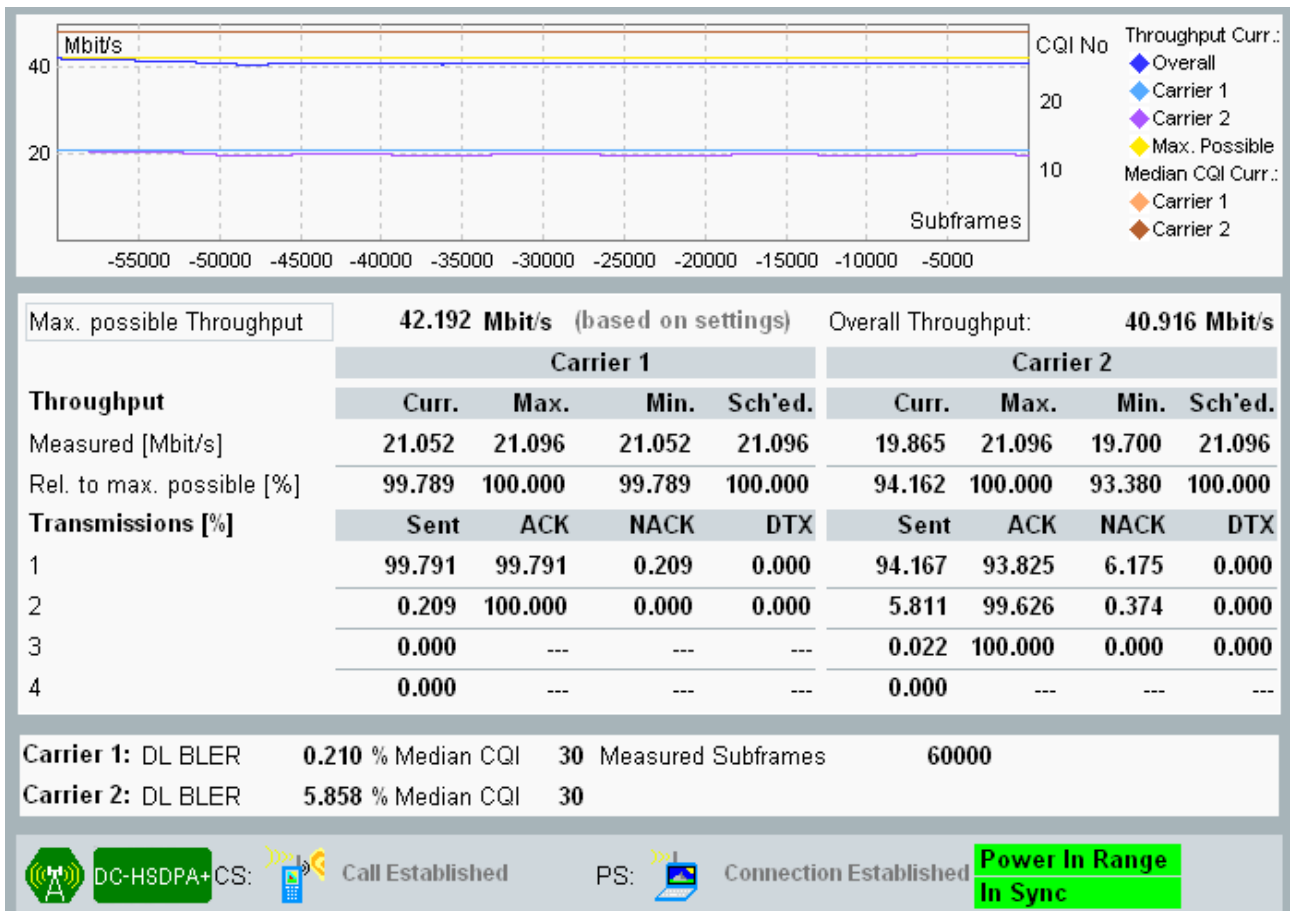 Mbit/s
CQI No
Throughput Curr.:
40
Overall
Carrier 1
20
Carrier 2
20
Max. Possible
10
Median CQI Curr.:
Carrier 1
Subframes
Carrier 2
-55000 -50000 -45000 -40000 -35000 -30000 -25000 -20000 -15000 -10000 -5000
Max. possible Throughput 42.192 Mbit/s (based on settings) Overall Throughput: 40.916 Mbit/s
Carrier 1 Carrier 2
Throughput Curr. Max. Min. Sch'ed. Curr. Max. Min. Sch'ed.
Measured [Mbit/s] 21.052 21.096 21.052 21.096 19.865 21.096 19.700 21.096
Rel. to max. possible [%] 99.789 100.000 99.789 100.000 94.162 100.000 93.380 100.000
Transmissions [%] Sent ACK NACK DTX Sent ACK NACK DTX
1 99.791 99.791 0.209 0.000 94.167 93.825 6.175 0.000
2 0.209 100.000 0.000 0.000 5.811 99.626 0.374 0.000
3 0.000 --- --- --- 0.022 100.000 0.000 0.000
4 0.000 --- --- --- 0.000 --- --- ---
Carrier 1: DL BLER 0.210 % Median CQI 30 Measured Subframes 60000
Carrier 2: DL BLER 5.858 % Median CQI 30
DC-HSDPA+ CS: Call Established PS: Connection Established Power In Range
In Sync